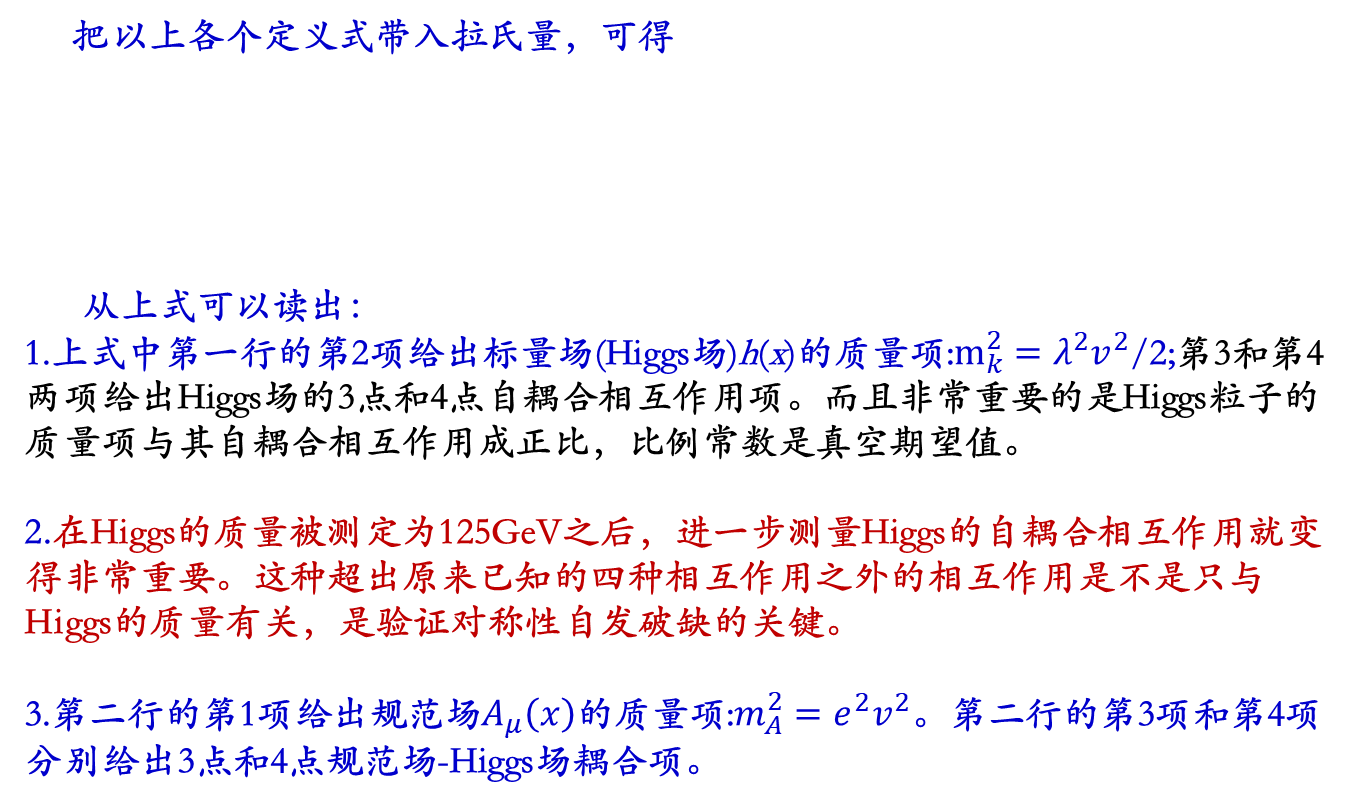 把以上各个定义式带入拉氏量，可得
从上式可以读出：
1.上式中第一行的第2项给出标量场(Higgs场)h(x)的质量项:m_k^2 = λ^2v^2/2;第3和第4
两项给出Higgs场的3点和4点自耦合相互作用项。而且非常重要的是Higgs粒子的
质量项与其自耦合相互作用成正比，比例常数是真空期望值。
2.在Higgs的质量被测定为125GeV之后，进一步测量Higgs的自耦合相互作用就变
得非常重要。这种超出原来已知的四种相互作用之外的相互作用是不是只与
Higgs的质量有关，是验证对称性自发破缺的关键。
3.第二行的第1项给出规范场A_μ(x)的质量项:m_A^2 = e^2v^2。第二行的第3项和第4项
分别给出3点和4点规范场-Higgs场耦合项。